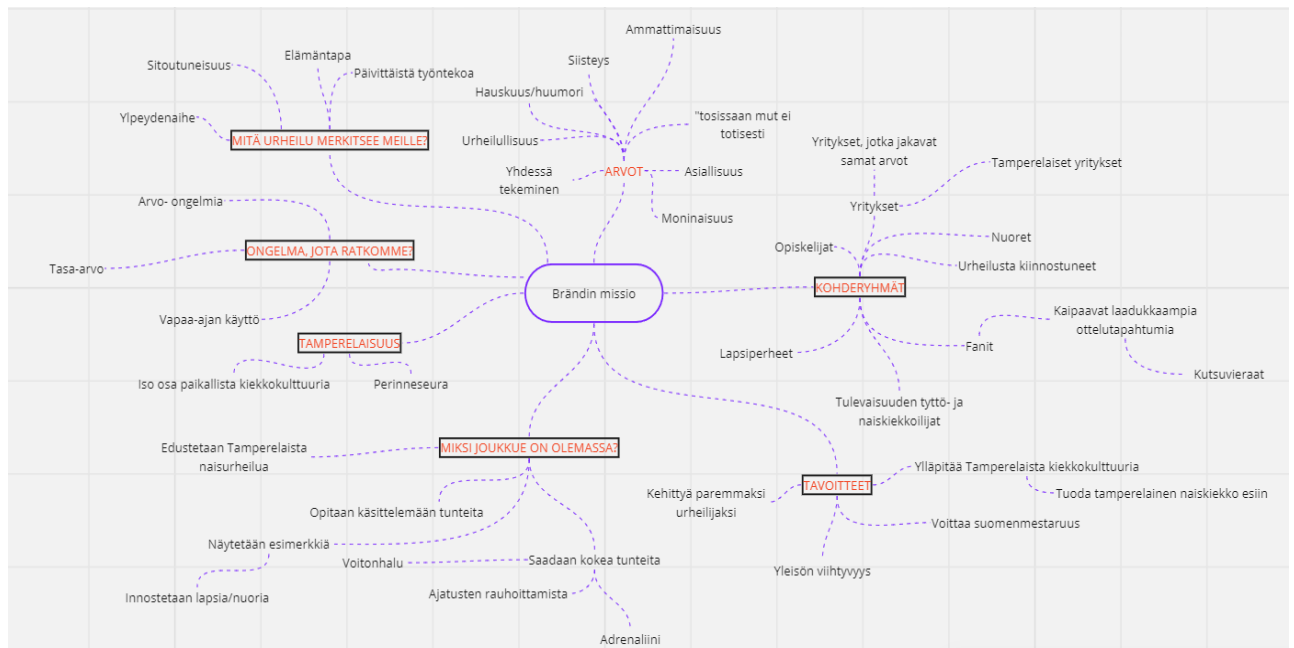 Ammattimaisuus
Siisteys
Hauskuus/huumori
"tosissaan mut ei
totisesti
Urheilullisuus
Yhdessä
tekeminen
ARVOT
Asiallisuus
Moninaisuus
Elämäntapa
Sitoutuneisuus
Päivittäistä työntekoa
Ylpeydenaihe
MITÄ URHEILU MERKITSEE MEILLE?
Arvo- ongelmia
ONGELMA, JOTA RATKOMME?
Tasa-arvo
Vapaa-ajan käyttö
Brändin missio
TAMPERELAISUUS
Iso osa paikallista kiekkokulttuuria
Perinneseura
Yritykset, jotka jakavat
samat arvot
Tamperelaiset yritykset
Yritykset
Opiskelijat
Nuoret
Urheilusta kiinnostuneet
KOHDERYHMÄT
Lapsiperheet
Fanit
Kaipaavat laadukkaampia
ottelutapahtumia
Kutsuvieraat
Tulevaisuuden tyttö- ja
naiskiekkoilijat
MIKSI JOUKKUE ON OLEMASSA?
Edustetaan Tamperelaista
naisurheilua
Opitaan käsittelemään tunteita
Näytetään esimerkkiä
Innostetaan lapsia/nuoria
Voitonhalu
Saadaan kokea tunteita
Ajatusten rauhoittamista
Adrenaliini
TAVOITTEET
Kehittyä paremmaksi
urheilijaksi
Ylläpitää Tamperelaista kiekkokulttuuria
Tuoda tamperelainen naiskiekko esiin
Voittaa suomenmestaruus
Yleisön viihtyvyys